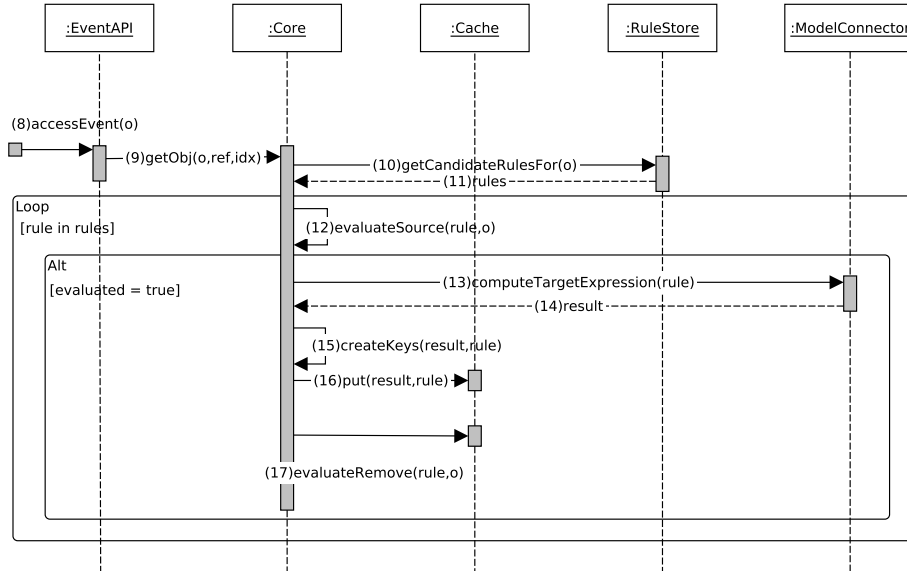 :EventAPI
:Core
:Cache
:RuleStore
:ModelConnector
(8)accessEvent(o)
(9)getObj(o,ref,idx)
(10)getCandidateRulesFor(o)
(11)rules
Loop
[rule in rules]
(12)evaluateSource(rule,o)
Alt
[evaluated = true]
(13)computeTargetExpression(rule)
(14)result
(15)createKeys(result,rule)
(16)put(result,rule)
(17)evaluateRemove(rule,o)